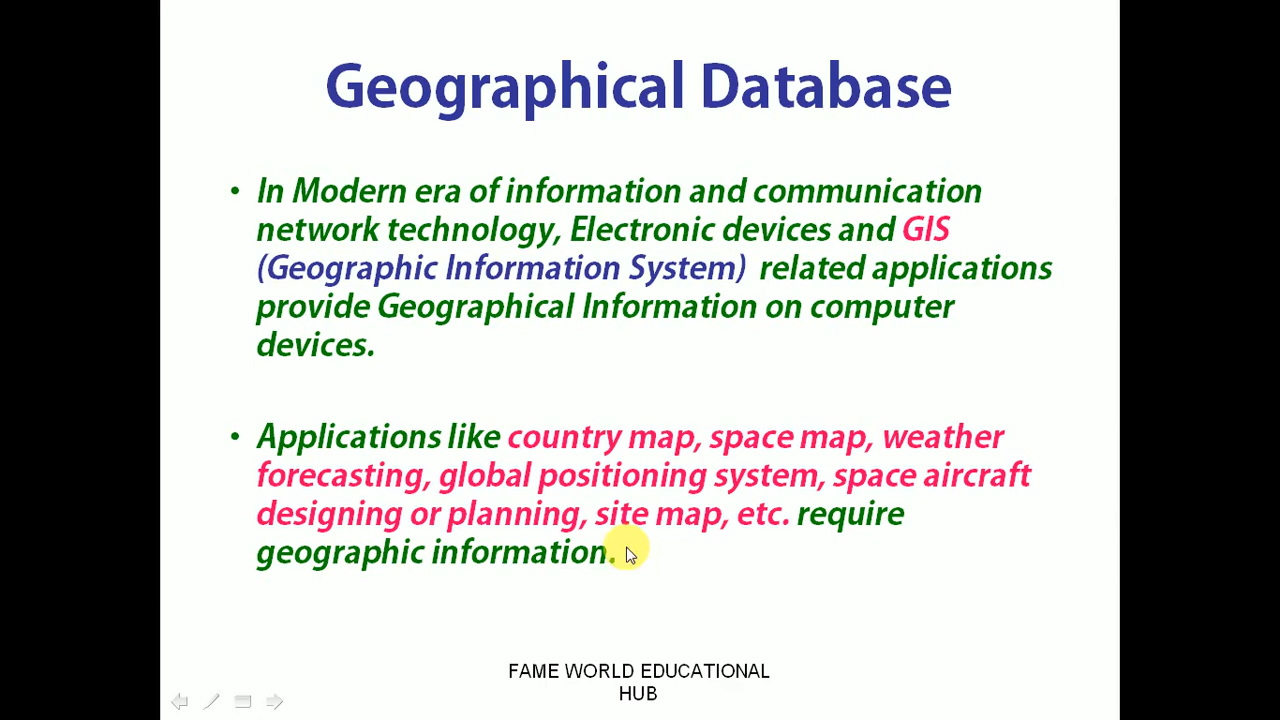 Geographical Database
• In Modern era of information and communication
network technology, Electronic devices and GIS
(Geographic Information System) related applications
provide Geographical Information on computer
devices.
• Applications like country map, space map, weather
forecasting, global positioning system, space aircraft
designing or planning, site map, etc. require
geographic information.
FAME WORLD EDUCATIONAL
HUB